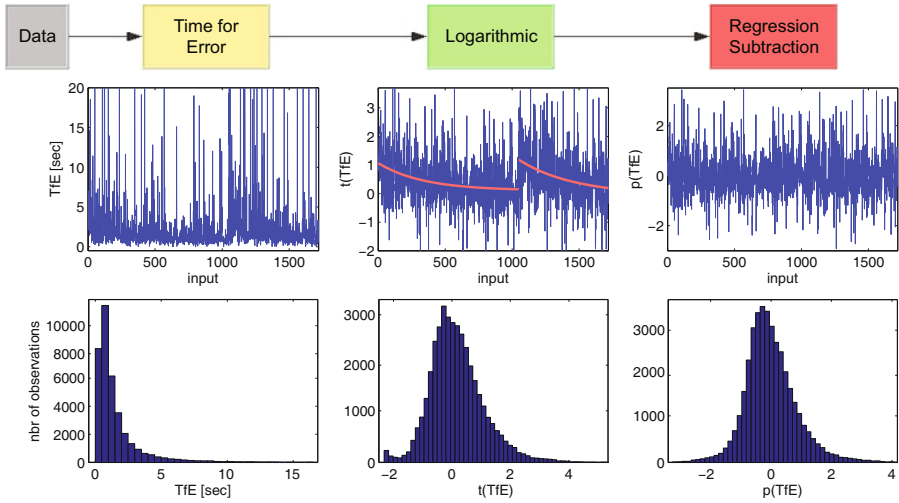 Data
Time for
Error
Logarithmic
Regression
Subtraction
TfE [sec]
20
15
10
5
0
0 500 1000 1500
input
t(TfE)
3
2
1
0
−1
−2
0 500 1000 1500
input
p(TfE)
2
0
−2
0 500 1000 1500
input
nbr of observations
10000
8000
6000
4000
2000
0
0 5 10 15
TfE [sec]
3000
2000
1000
0
−2 0 2 4
t(TfE)
3000
2000
1000
0
−2 0 2 4
p(TfE)